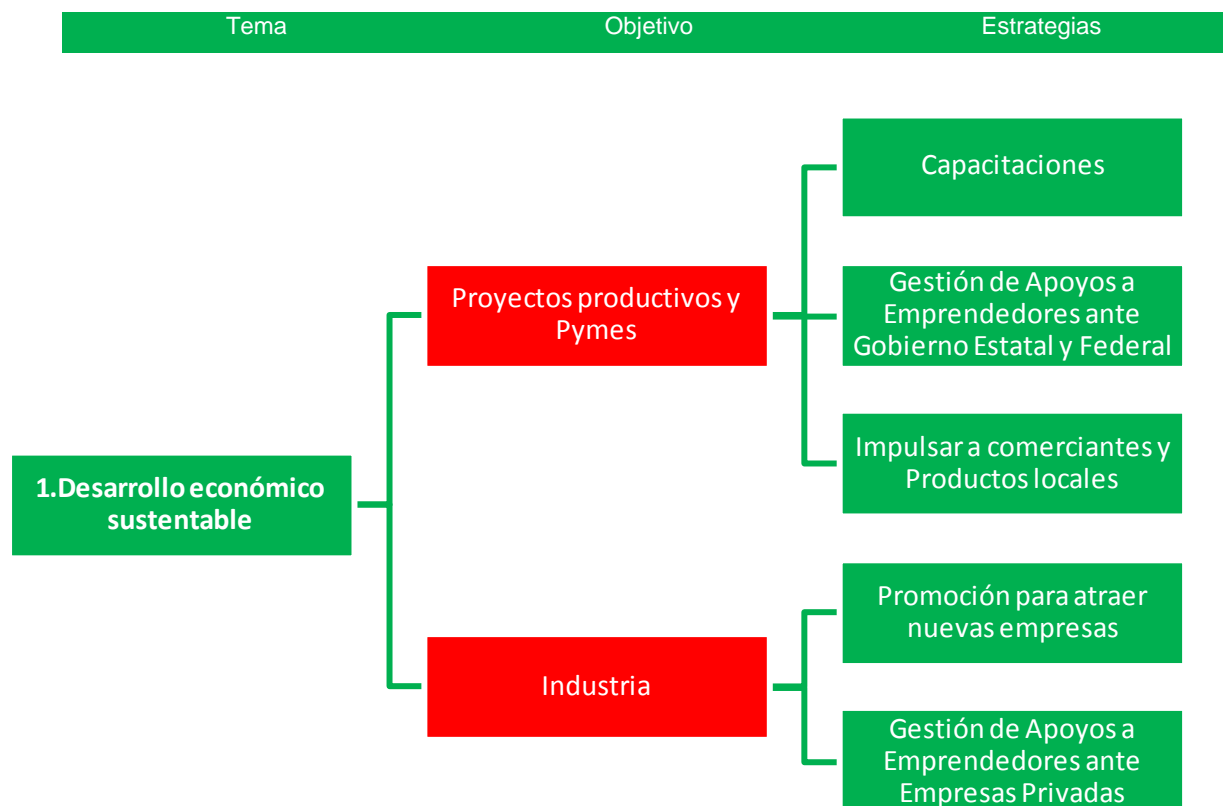 Tema Objetivo Estrategias
Capacitaciones
Proyectos productivos y
Pymes
Gestión de Apoyos a
Emprendedores ante
Gobierno Estatal y Federal
Impulsar a comerciantes y
Productos locales
1.Desarrollo económico
sustentable
Promoción para atraer
nuevas empresas
Industria
Gestión de Apoyos a
Emprendedores ante
Empresas Privadas